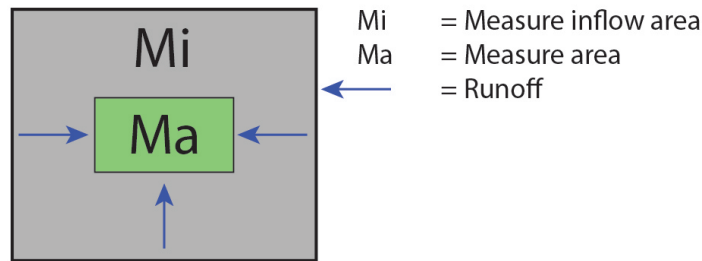 Mi
Ma
Mi = Measure inflow area
Ma = Measure area
= Runoff